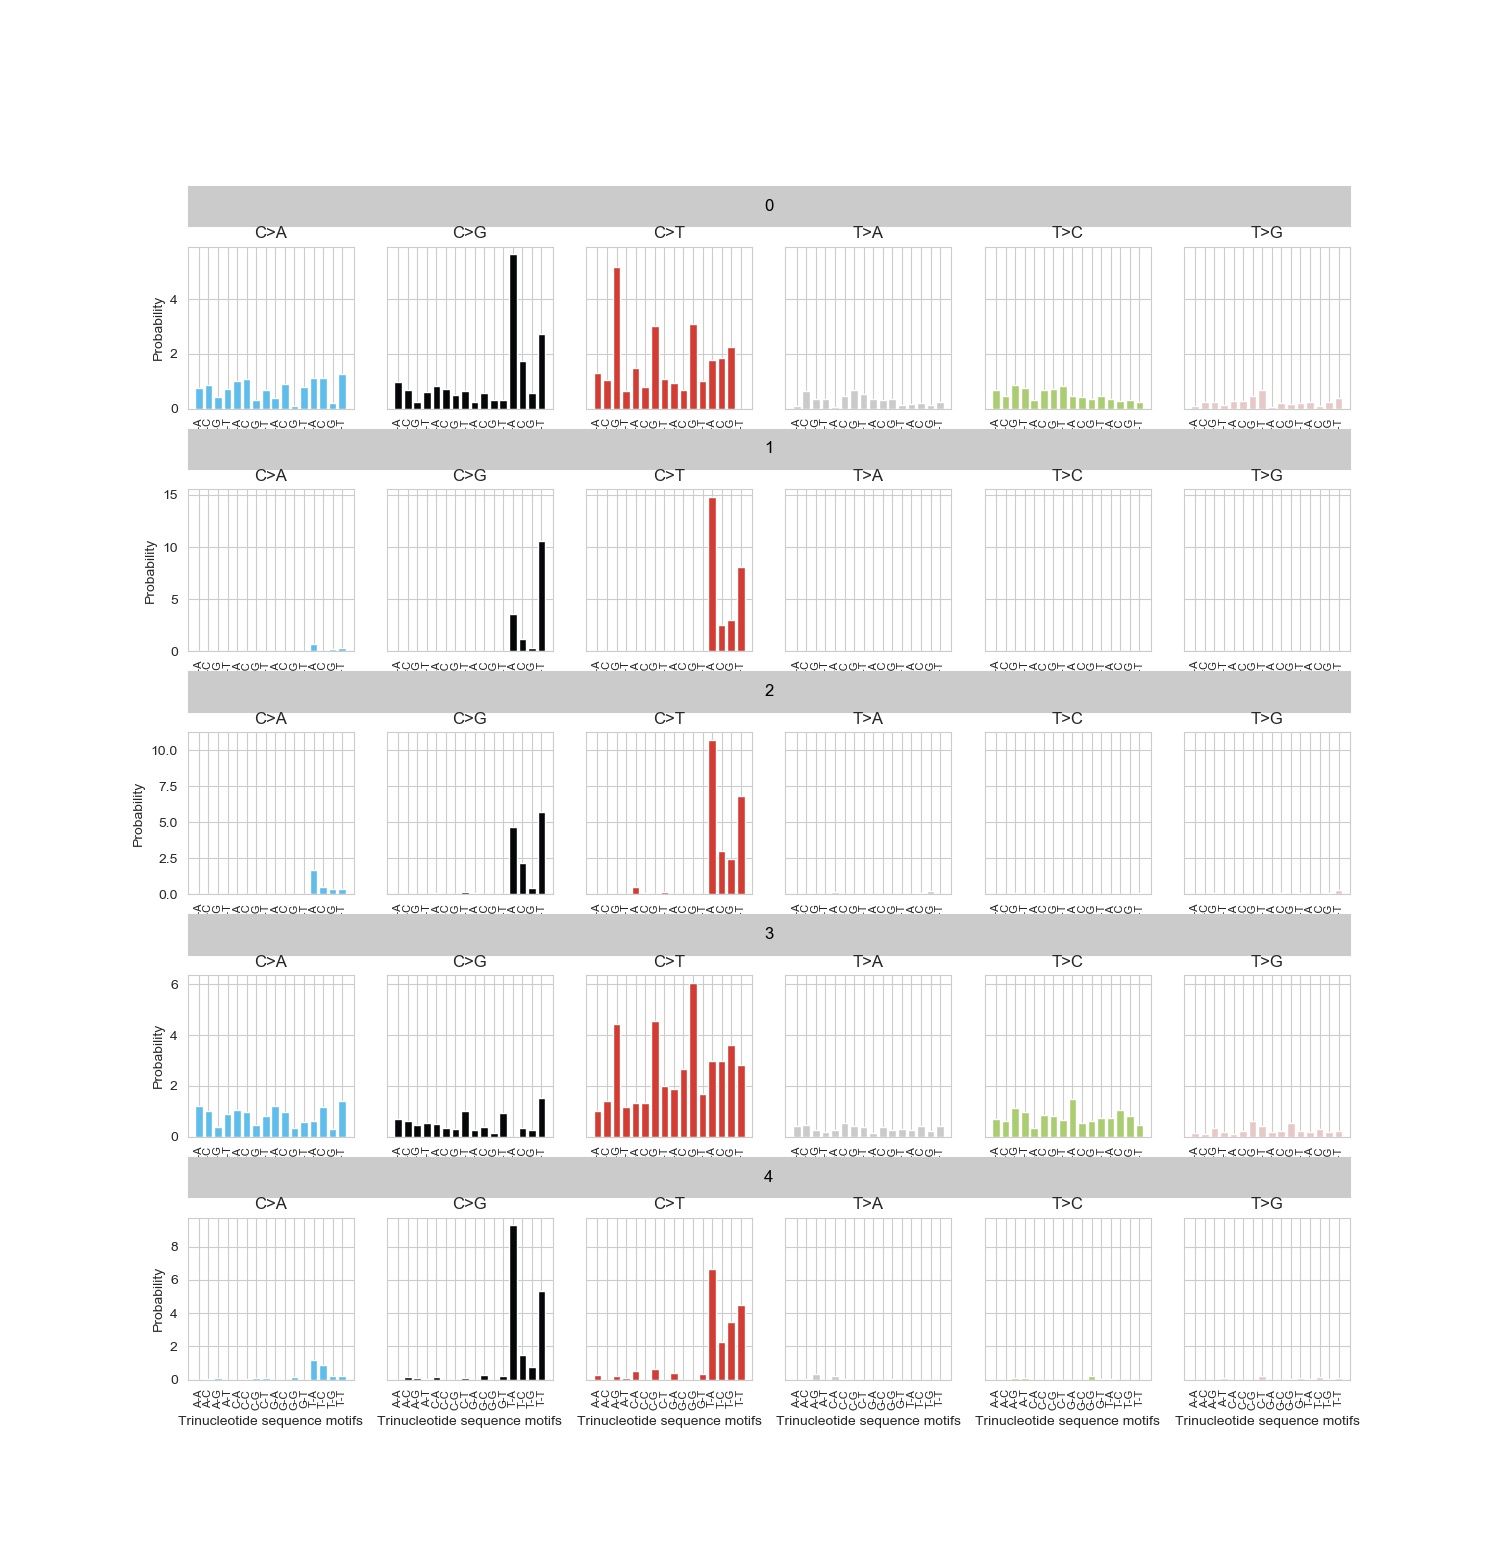 0
C>A C>G C>T T>A T>C T>G
Probability
4
2
0
1
C>A C>G C>T T>A T>C T>G
Probability
15
10
5
0
2
C>A C>G C>T T>A T>C T>G
Probability
10.0
7.5
5.0
2.5
0.0
3
C>A C>G C>T T>A T>C T>G
Probability
6
4
2
0
4
C>A C>G C>T T>A T>C T>G
Probability
8
6
4
2
0
A-A A-C A-G A-T C-A C-C C-G C-T G-A G-C G-G G-T T-A T-C T-G T-T
A-A A-C A-G A-T C-A C-C C-G C-T G-A G-C G-G G-T T-A T-C T-G T-T
A-A A-C A-G A-T C-A C-C C-G C-T G-A G-C G-G G-T T-A T-C T-G T-T
A-A A-C A-G A-T C-A C-C C-G C-T G-A G-C G-G G-T T-A T-C T-G T-T
A-A A-C A-G A-T C-A C-C C-G C-T G-A G-C G-G G-T T-A T-C T-G T-T
A-A A-C A-G A-T C-A C-C C-G C-T G-A G-C G-G G-T T-A T-C T-G T-T
Trinucleotide sequence motifs Trinucleotide sequence motifs Trinucleotide sequence motifs Trinucleotide sequence motifs Trinucleotide sequence motifs Trinucleotide sequence motifs